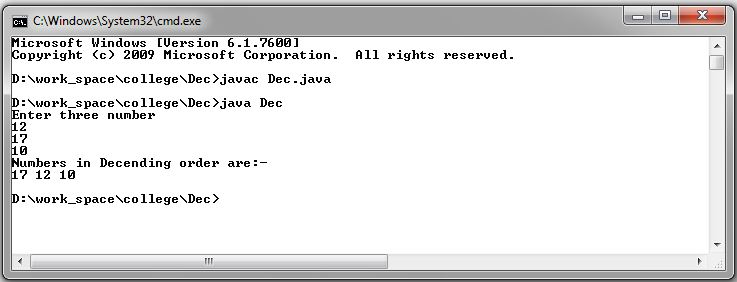 C:\Windows\System32\cmd.exe
Microsoft Windows [Version 6.1.7600]
Copyright (c) 2009 Microsoft Corporation.  All rights reserved.
D:\work_space\college\Dec>javac Dec.java
D:\work_space\college\Dec>java Dec
Enter three number
12
17
10
Numbers in Decending order are:-
17 12 10
D:\work_space\college\Dec>